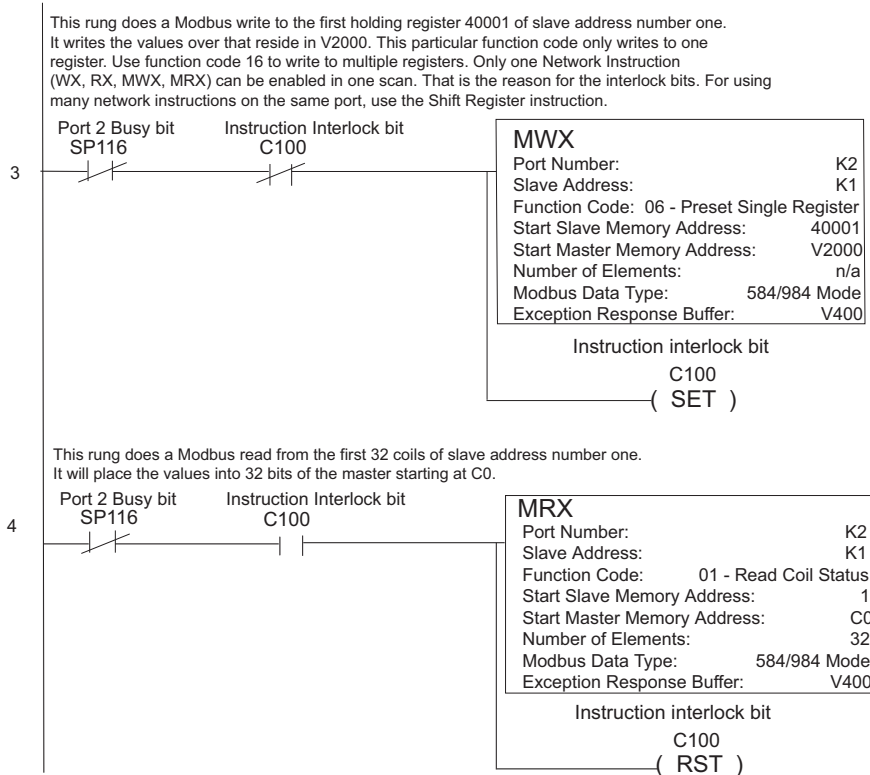 This rung does a Modbus write to the first holding register 40001 of slave address number one.
It writes the values over that reside in V2000. This particular function code only writes to one
register. Use function code 16 to write to multiple registers. Only one Network Instruction
(WX, RX, MWX, MRX) can be enabled in one scan. That is the reason for the interlock bits. For using
many network instructions on the same port, use the Shift Register instruction.
Port 2 Busy bit Instruction Interlock bit
SP116 C100
3
MWX
Port Number: K2
Slave Address: K1
Function Code: 06 - Preset Single Register
Start Slave Memory Address: 40001
Start Master Memory Address: V2000
Number of Elements: n/a
Modbus Data Type: 584/984 Mode
Exception Response Buffer: V400
Instruction interlock bit
C100
( SET )
This rung does a Modbus read from the first 32 coils of slave address number one.
It will place the values into 32 bits of the master starting at C0.
Port 2 Busy bit Instruction Interlock bit
SP116 C100
4
MRX
Port Number: K2
Slave Address: K1
Function Code: 01 - Read Coil Status
Start Slave Memory Address: 1
Start Master Memory Address: C0
Number of Elements: 32
Modbus Data Type: 584/984 Mode
Exception Response Buffer: V400
Instruction interlock bit
C100
( RST )